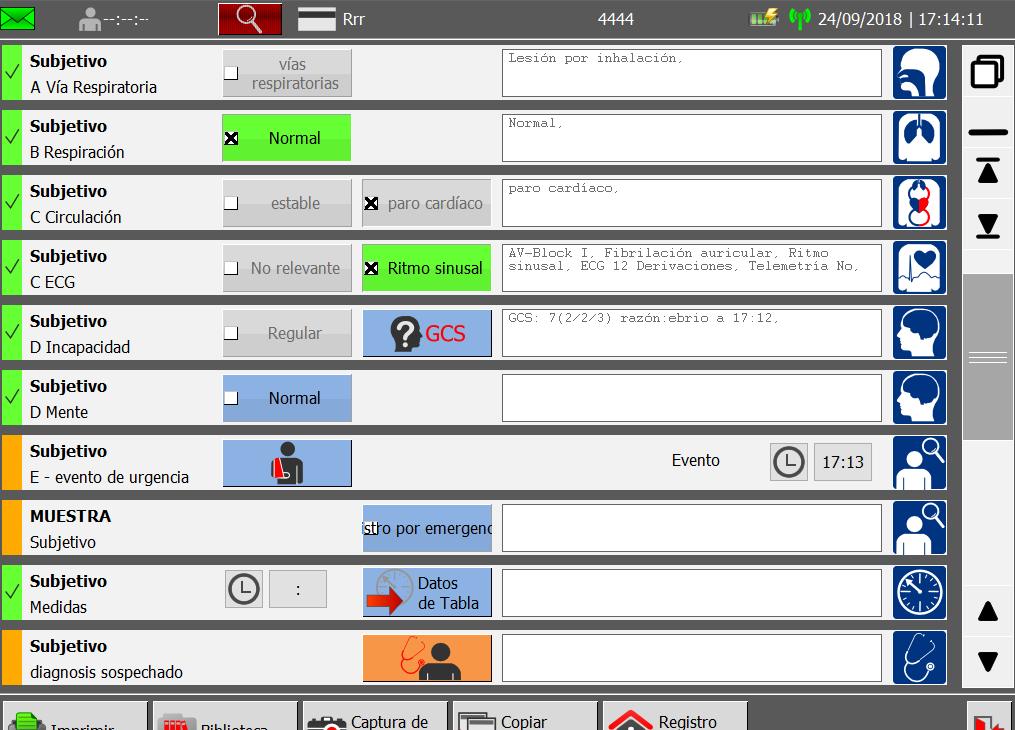 --:--:-- Rrr 4444 24/09/2018 | 17:14:11
Subjetivo
A Vía Respiratoria
vías
respiratorias
Lesión por inhalación,
Subjetivo
B Respiración
Normal
Normal,
Subjetivo
C Circulación
estable
paro cardíaco
paro cardíaco,
Subjetivo
C ECG
No relevante
Ritmo sinusal
AV-Block I, Fibrilación auricular, Ritmo
sinusal, ECG 12 Derivaciones, Telemetría No,
Subjetivo
D Incapacidad
Regular
GCS
GCS: 7(2/2/3) razón:ebrio a 17:12,
Subjetivo
D Mente
Normal
Subjetivo
E - evento de urgencia
Evento
17:13
MUESTRA
Subjetivo
stro por emergenc
Subjetivo
Medidas
:
Datos
de Tabla
Subjetivo
diagnosis sospechado
Imprimir
Biblioteca
Captura de
Copiar
Registro